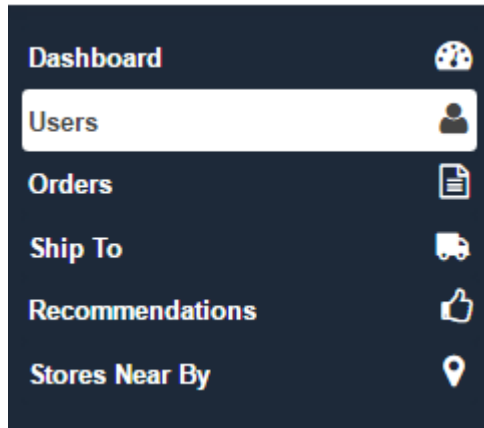 Dashboard
Users
Orders
Ship To
Recommendations
Stores Near By